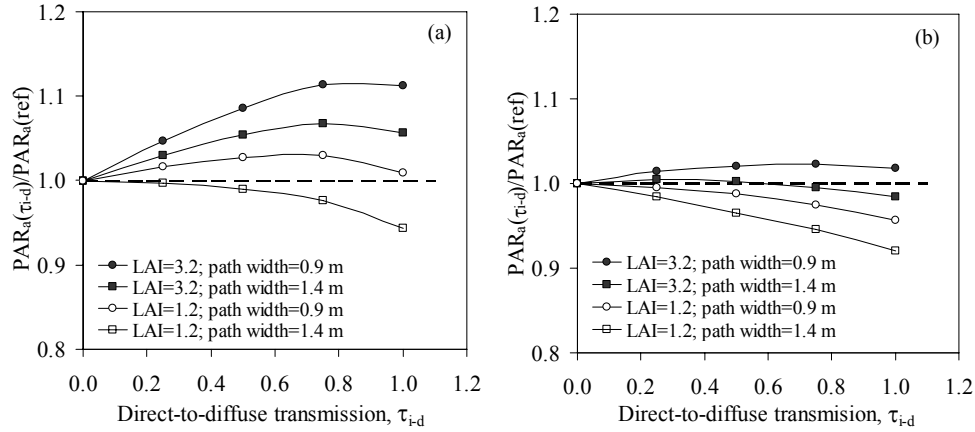 (a)
PARa(τi-d)/PARa(ref)
1.2
1.1
1.0
0.9
0.8
LAI=3.2; path width=0.9 m
LAI=3.2; path width=1.4 m
LAI=1.2; path width=0.9 m
LAI=1.2; path width=1.4 m
0.0 0.2 0.4 0.6 0.8 1.0 1.2
Direct-to-diffuse transmission, τi-d
(b)
PARa(τi-d)/PARa(ref)
1.2
1.1
1.0
0.9
0.8
LAI=3.2; path width=0.9 m
LAI=3.2; path width=1.4 m
LAI=1.2; path width=0.9 m
LAI=1.2; path width=1.4 m
0.0 0.2 0.4 0.6 0.8 1.0 1.2
Direct-to-diffuse transmission, τi-d